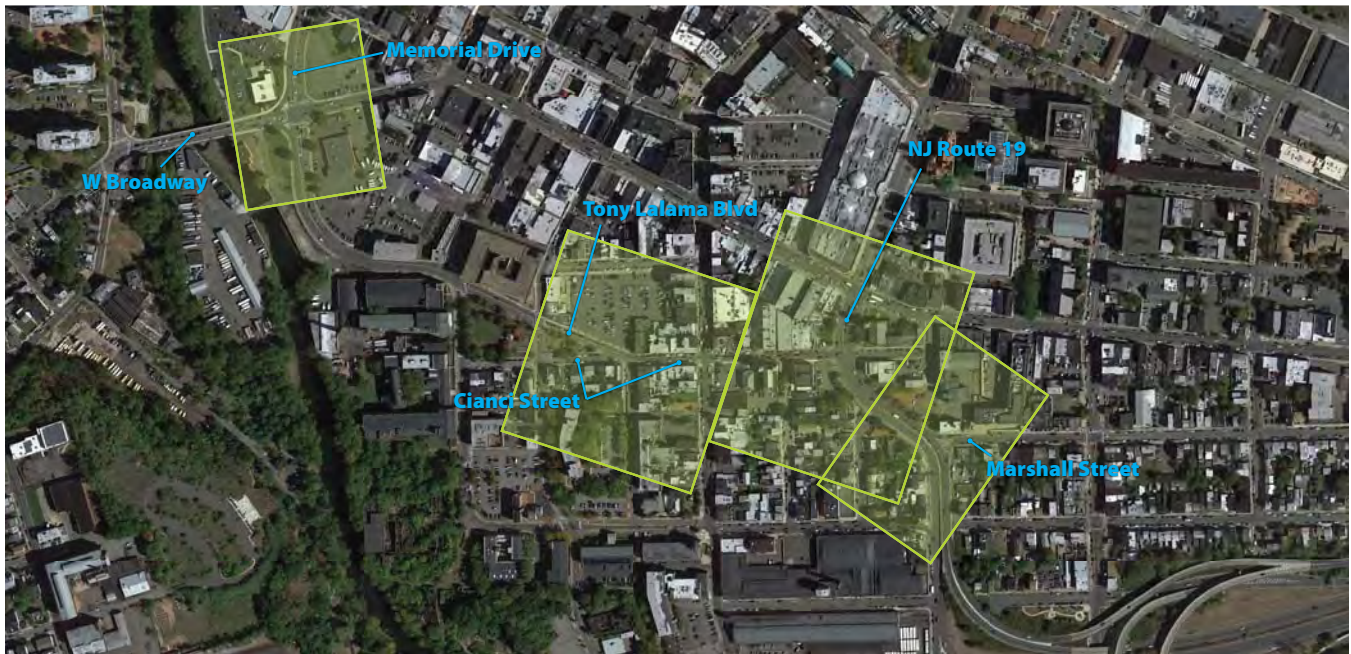 Memorial Drive
NJ Route 19
W Broadway
Tony Lalama Blvd
Cianci Street
Marshall Street